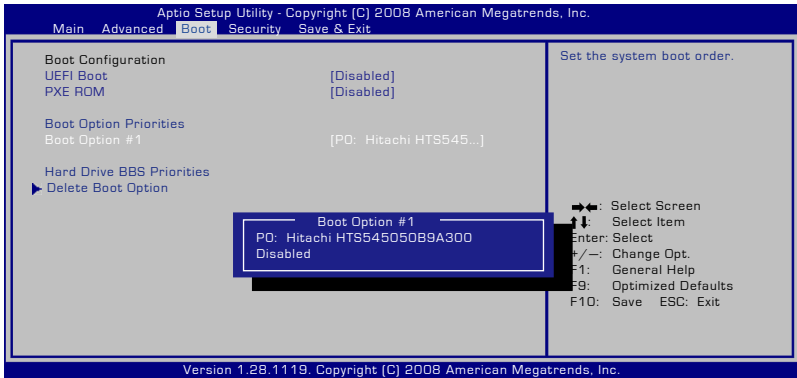 Aptio Setup Utility - Copyright (C) 2008 American Megatrends, Inc.
Main Advanced Boot Security Save & Exit
Boot Configuration
UEFI Boot [Disabled]
PXE ROM [Disabled]
Boot Option Priorities
Boot Option #1 [P0: Hitachi HTS545...]
Hard Drive BBS Priorities
Delete Boot Option
Boot Option #1
P0: Hitachi HTS545050B9A300
Disabled
Set the system boot order.
: Select Screen
: Select Item
Enter: Select
+/—: Change Opt.
F1: General Help
F9: Optimized Defaults
F10: Save ESC: Exit
Version 1.28.1119. Copyright (C) 2008 American Megatrends, Inc.